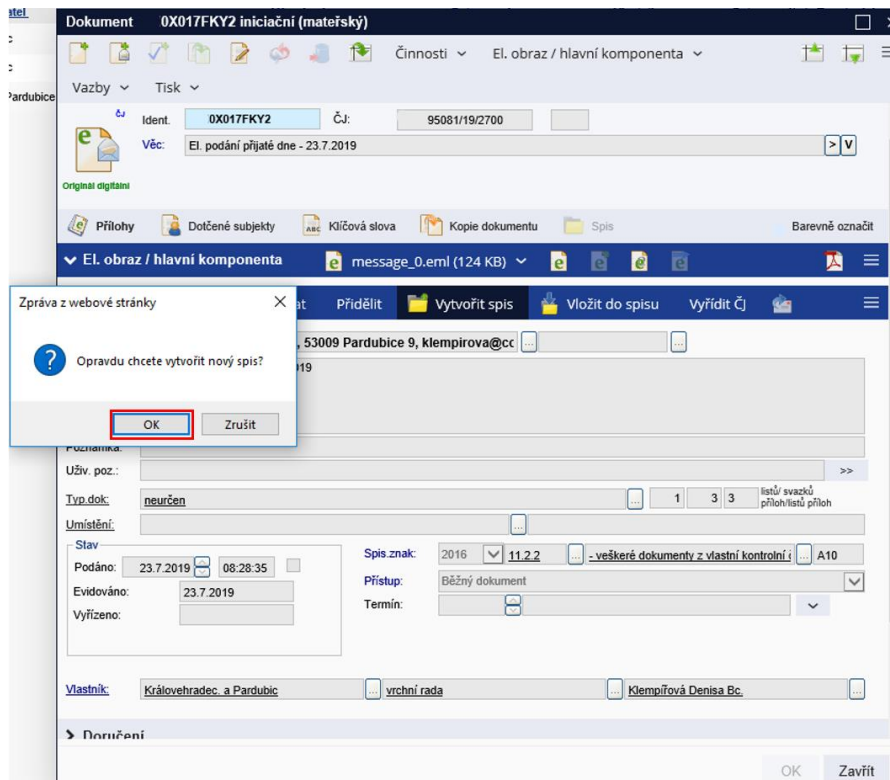 atel
Dokument 0X017FKY2 iniciační (mateřský)
Činnosti El. obraz / hlavní komponenta
Pardubice
Vazby Tisk
čj
Ident. 0X017FKY2 ČJ: 95081/19/2700
Věc: El. podání přijaté dne - 23.7.2019 > V
Originál digitální
Přílohy Dotčené subjekty ABC Klíčová slova Kopie dokumentu Spis Barevně označit
El. obraz / hlavní komponenta message_0.eml (124 KB)
Zpráva z webové stránky
at Přidělit Vytvořit spis Vložit do spisu Vyřídit ČJ
, 53009 Pardubice 9, klempirova@cc ...
019
Opravdu chcete vytvořit nový spis?
OK Zrušit
Poznámka:
Uživ. poz.: >>
Typ.dok: neurčen ... 1 3 3 listů/ svazků
příloh/listů příloh
Umístění: ...
Stav
Podáno: 23.7.2019 08:28:35
Spis.znak: 2016 11.2.2 ... - veškeré dokumenty z vlastní kontrolní č ... A10
Evidováno: 23.7.2019
Přístup: Běžný dokument
Vyřízeno:
Termín:
Vlastník: Královehradec. a Pardubic ... vrchní rada ... Klempířová Denisa Bc. ...
Doručení
OK Zavřít